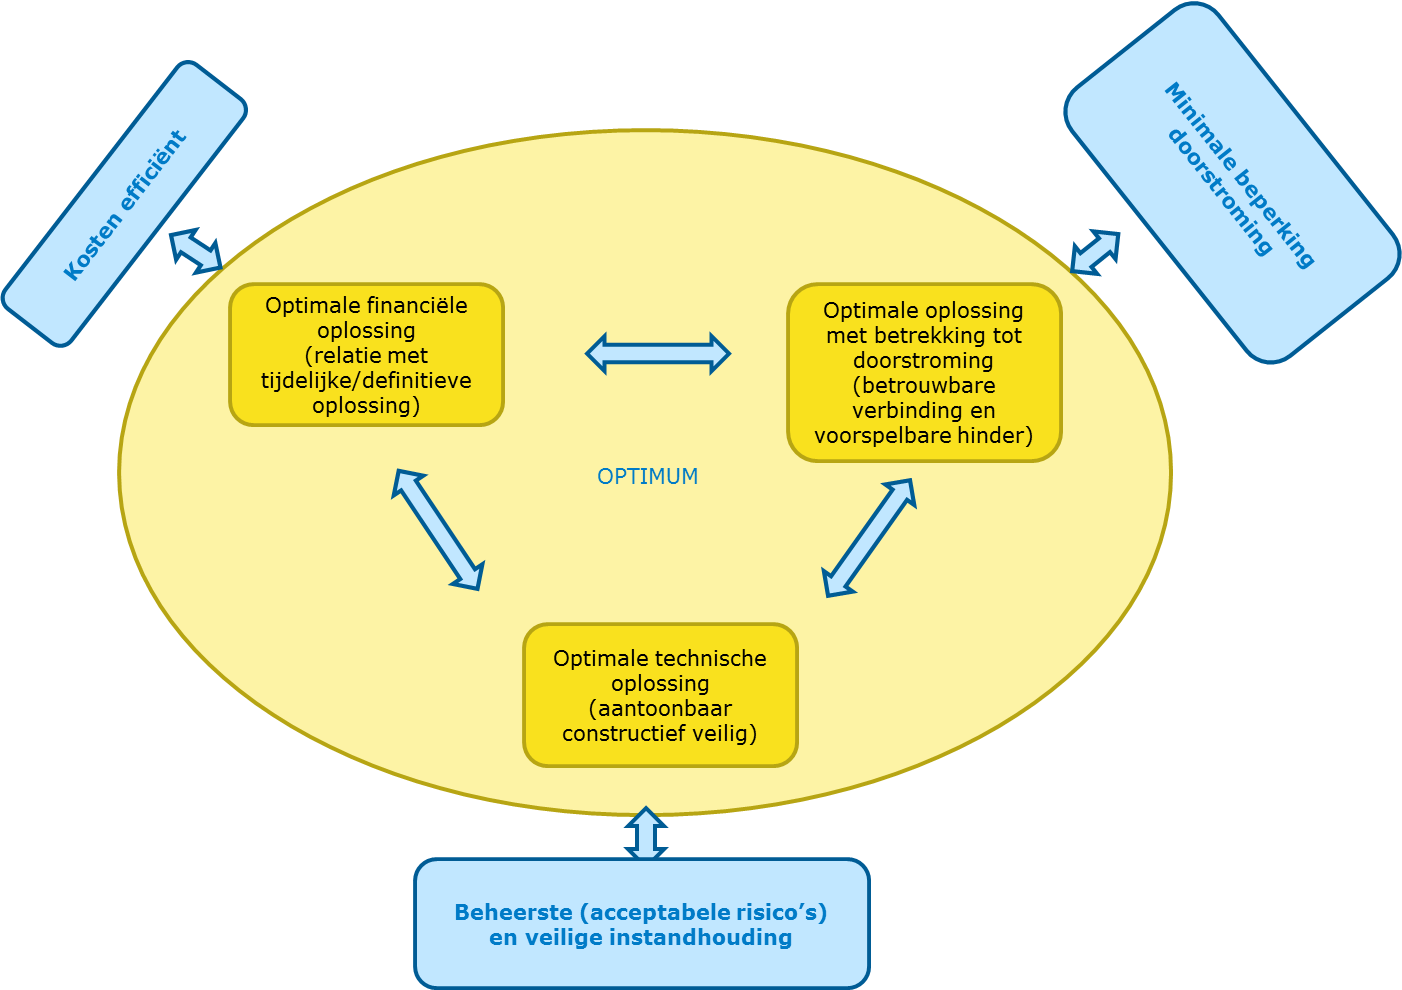 Kosten efficiënt
Minimale beperking
doorstroming
Optimale financiële
oplossing
(relatie met
tijdelijke/definitieve
oplossing)
Optimale oplossing
met betrekking tot
doorstroming
(betrouwbare
verbinding en
voorspelbare hinder)
OPTIMUM
Optimale technische
oplossing
(aantoonbaar
constructief veilig)
Beheerste (acceptabele risico’s)
en veilige instandhouding